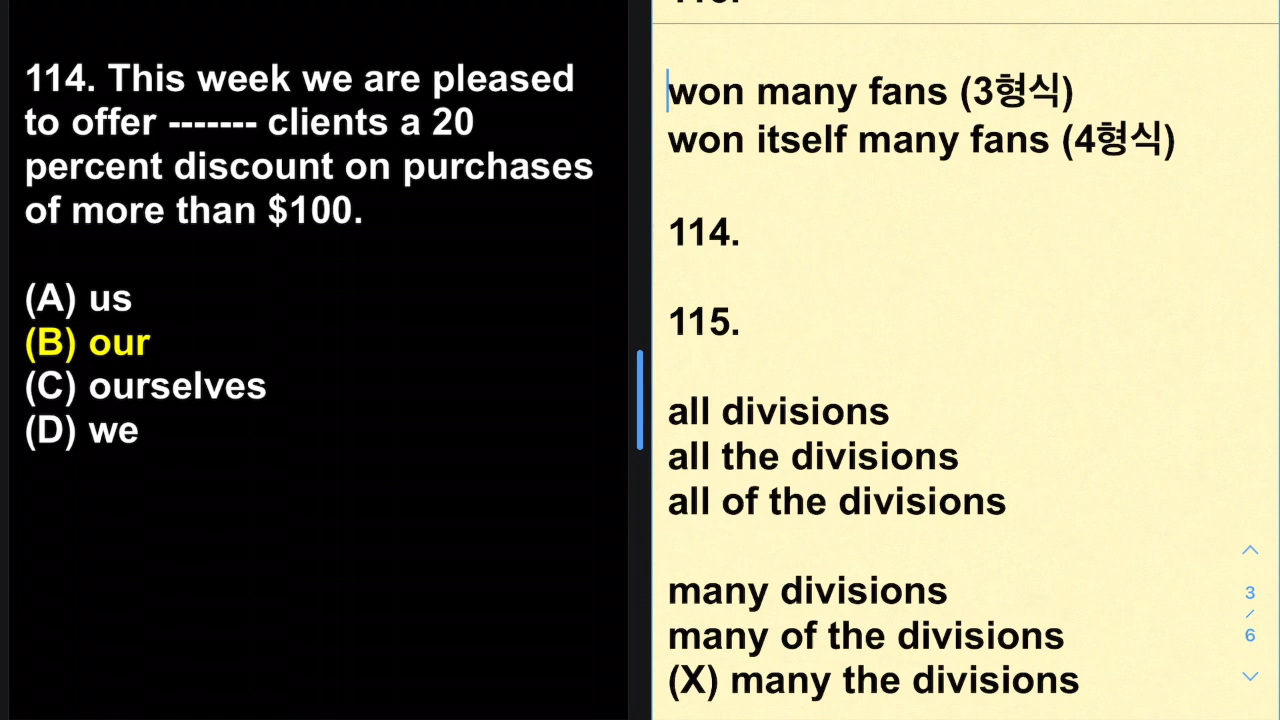 114. This week we are pleased
to offer ------- clients a 20
percent discount on purchases
of more than $100.
(A) us
(B) our
(C) ourselves
(D) we
won many fans (3형식)
won itself many fans (4형식)
114.
115.
all divisions
all the divisions
all of the divisions
many divisions
many of the divisions
(X) many the divisions
3
/
6